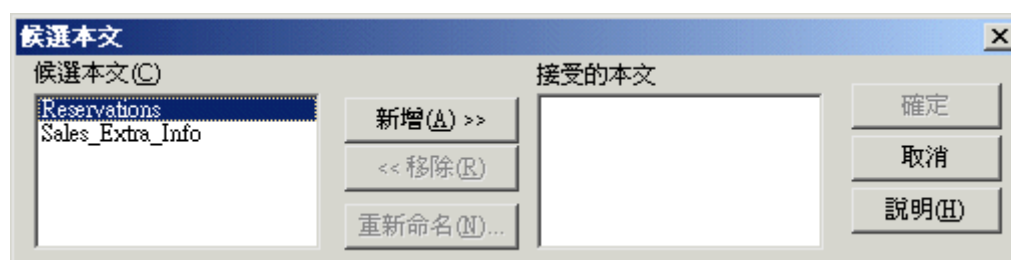 候選本文
候選本文(C)
Reservations
Sales_Extra_Info
新增(A) >>
<< 移除(R)
重新命名(N)...
接受的本文
確定
取消
說明(H)